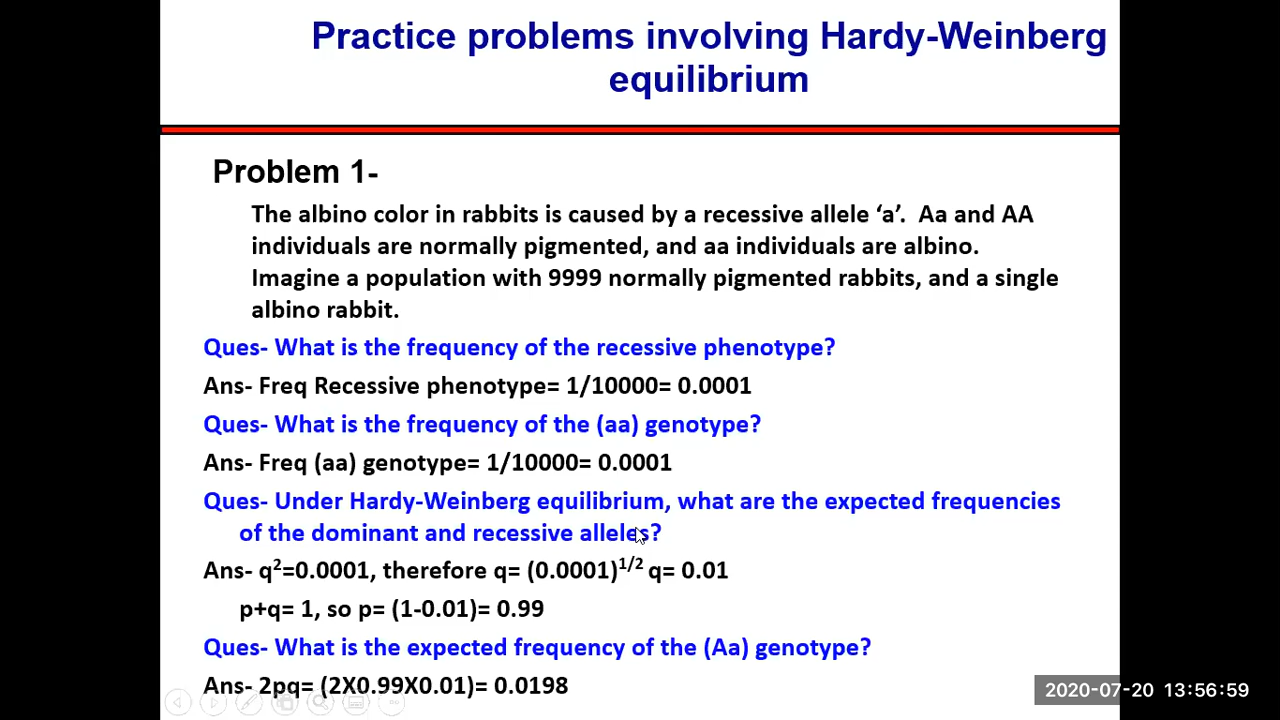 Practice problems involving Hardy-Weinberg
equilibrium
Problem 1-
The albino color in rabbits is caused by a recessive allele ‘a’.  Aa and AA
individuals are normally pigmented, and aa individuals are albino.
Imagine a population with 9999 normally pigmented rabbits, and a single
albino rabbit.
Ques- What is the frequency of the recessive phenotype?
Ans- Freq Recessive phenotype= 1/10000= 0.0001
Ques- What is the frequency of the (aa) genotype?
Ans- Freq (aa) genotype= 1/10000= 0.0001
Ques- Under Hardy-Weinberg equilibrium, what are the expected frequencies
of the dominant and recessive alleles?
Ans- q²=0.0001, therefore q= (0.0001)^1/2 q= 0.01
p+q= 1, so p= (1-0.01)= 0.99
Ques- What is the expected frequency of the (Aa) genotype?
Ans- 2pq= (2X0.99X0.01)= 0.0198
2020-07-20 13:56:59